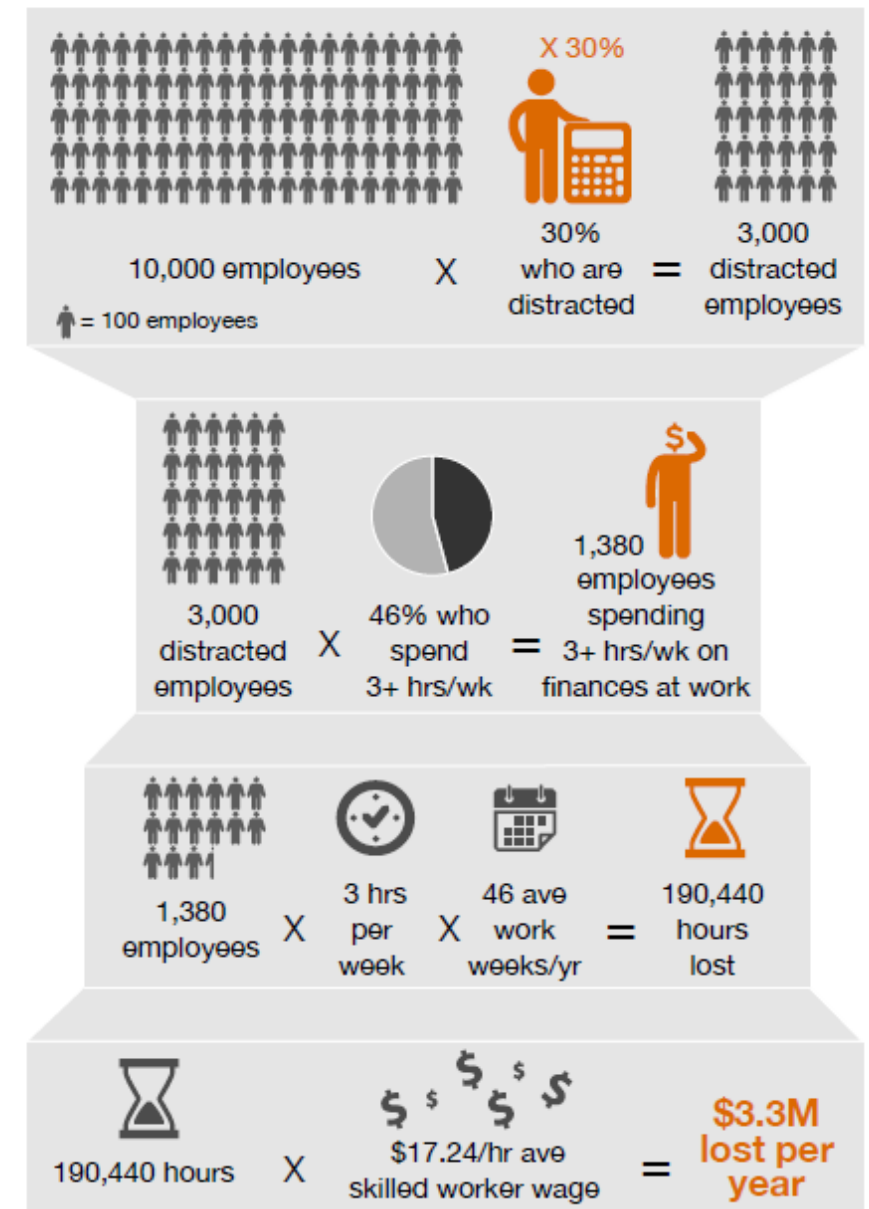 X 30%
10,000 employees
X
30%
who are
distracted
=
3,000
distracted
employees
= 100 employees
$
3,000
distracted
employees
X
46% who
spend
3+ hrs/wk
=
1,380
employees
spending
3+ hrs/wk on
finances at work
1,380
employees
X
3 hrs
per
week
X
46 ave
work
weeks/yr
=
190,440
hours
lost
$ $ $ $ $ $
190,440 hours
X
$17.24/hr ave
skilled worker wage
=
$3.3M
lost per
year